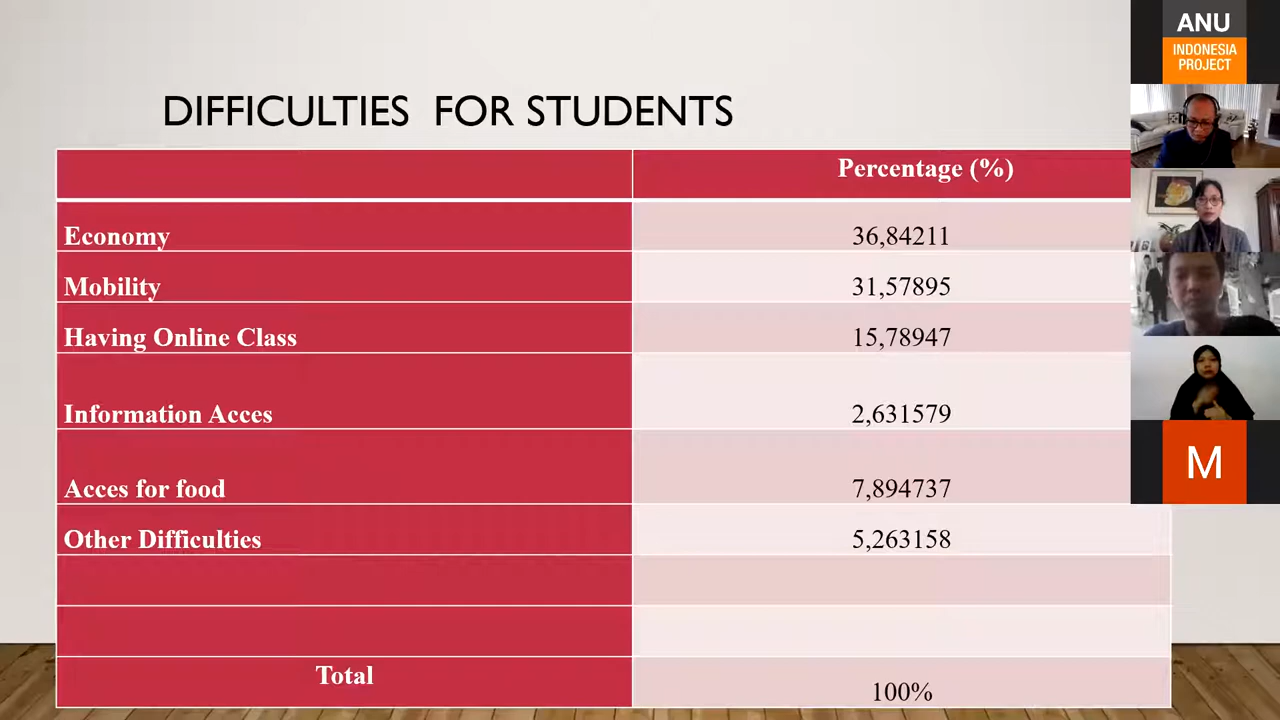 DIFFICULTIES FOR STUDENTS
Percentage (%)
Economy 36,84211
Mobility 31,57895
Having Online Class 15,78947
Information Acces 2,631579
Acces for food 7,894737
Other Difficulties 5,263158
Total 100%
ANU
INDONESIA
PROJECT
M